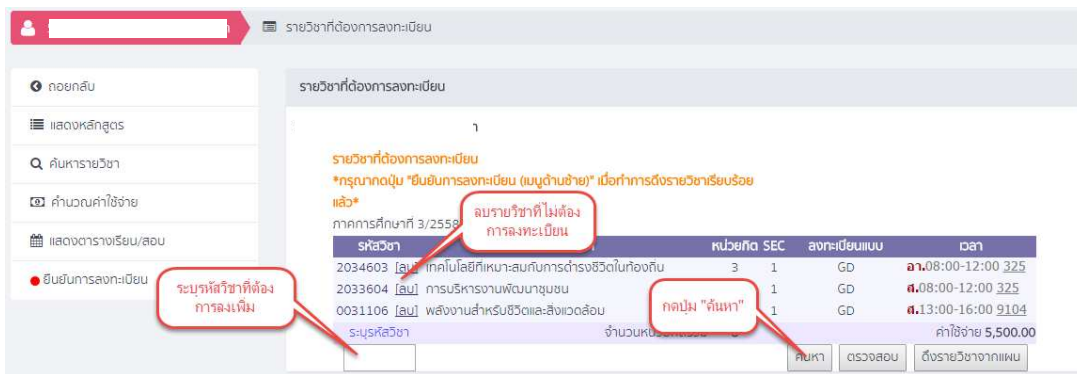 รายวิชาที่ต้องการลงทะเบียน
ถอยกลับ
แสดงหลักสูตร
ค้นหารายวิชา
คำนวณค่าใช้จ่าย
แสดงตารางเรียน/สอบ
ยืนยันการลงทะเบียน
รายวิชาที่ต้องการลงทะเบียน
รายวิชาที่ต้องการลงทะเบียน
*กรุณากดปุ่ม "ยืนยันการลงทะเบียน (เมนูด้านซ้าย)" เมื่อทำการดึงรายวิชาเรียบร้อย
แล้ว*
ภาคการศึกษาที่ 3/2558
ลบรายวิชาที่ไม่ต้อง
การลงทะเบียน
รหัสวิชา หน่วยกิต SEC ลงทะเบียนแบบ เวลา
2034603 [ลบ] เทคโนโลยีที่เหมาะสมกับการดำรงชีวิตในท้องถิ่น 3 1 GD อา.08:00-12:00 325
2033604 [ลบ] การบริหารงานพัฒนาชุมชน 1 GD ส.08:00-12:00 325
0031106 [ลบ] พลังงานสำหรับชีวิตและสิ่งแวดล้อม 1 GD ส.13:00-16:00 9104
ระบุรหัสวิชา ค่าใช้จ่าย 5,500.00
ค้นหา ตรวจสอบ ดึงรายวิชาจากแผน
ระบุรหัสวิชาที่ต้อง
การลงเพิ่ม
กดปุ่ม "ค้นหา"